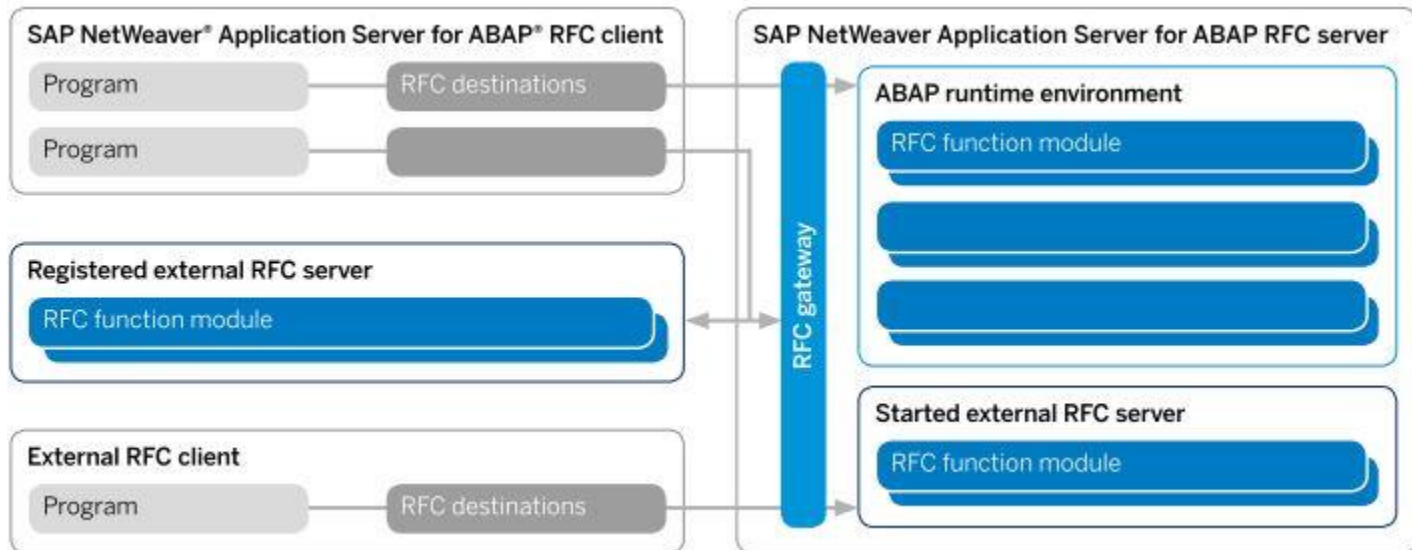 SAP NetWeaver® Application Server for ABAP® RFC client
Program
RFC destinations
Program
Registered external RFC server
RFC function module
External RFC client
Program
RFC destinations
SAP NetWeaver Application Server for ABAP RFC server
RFC gateway
ABAP runtime environment
RFC function module
Started external RFC server
RFC function module